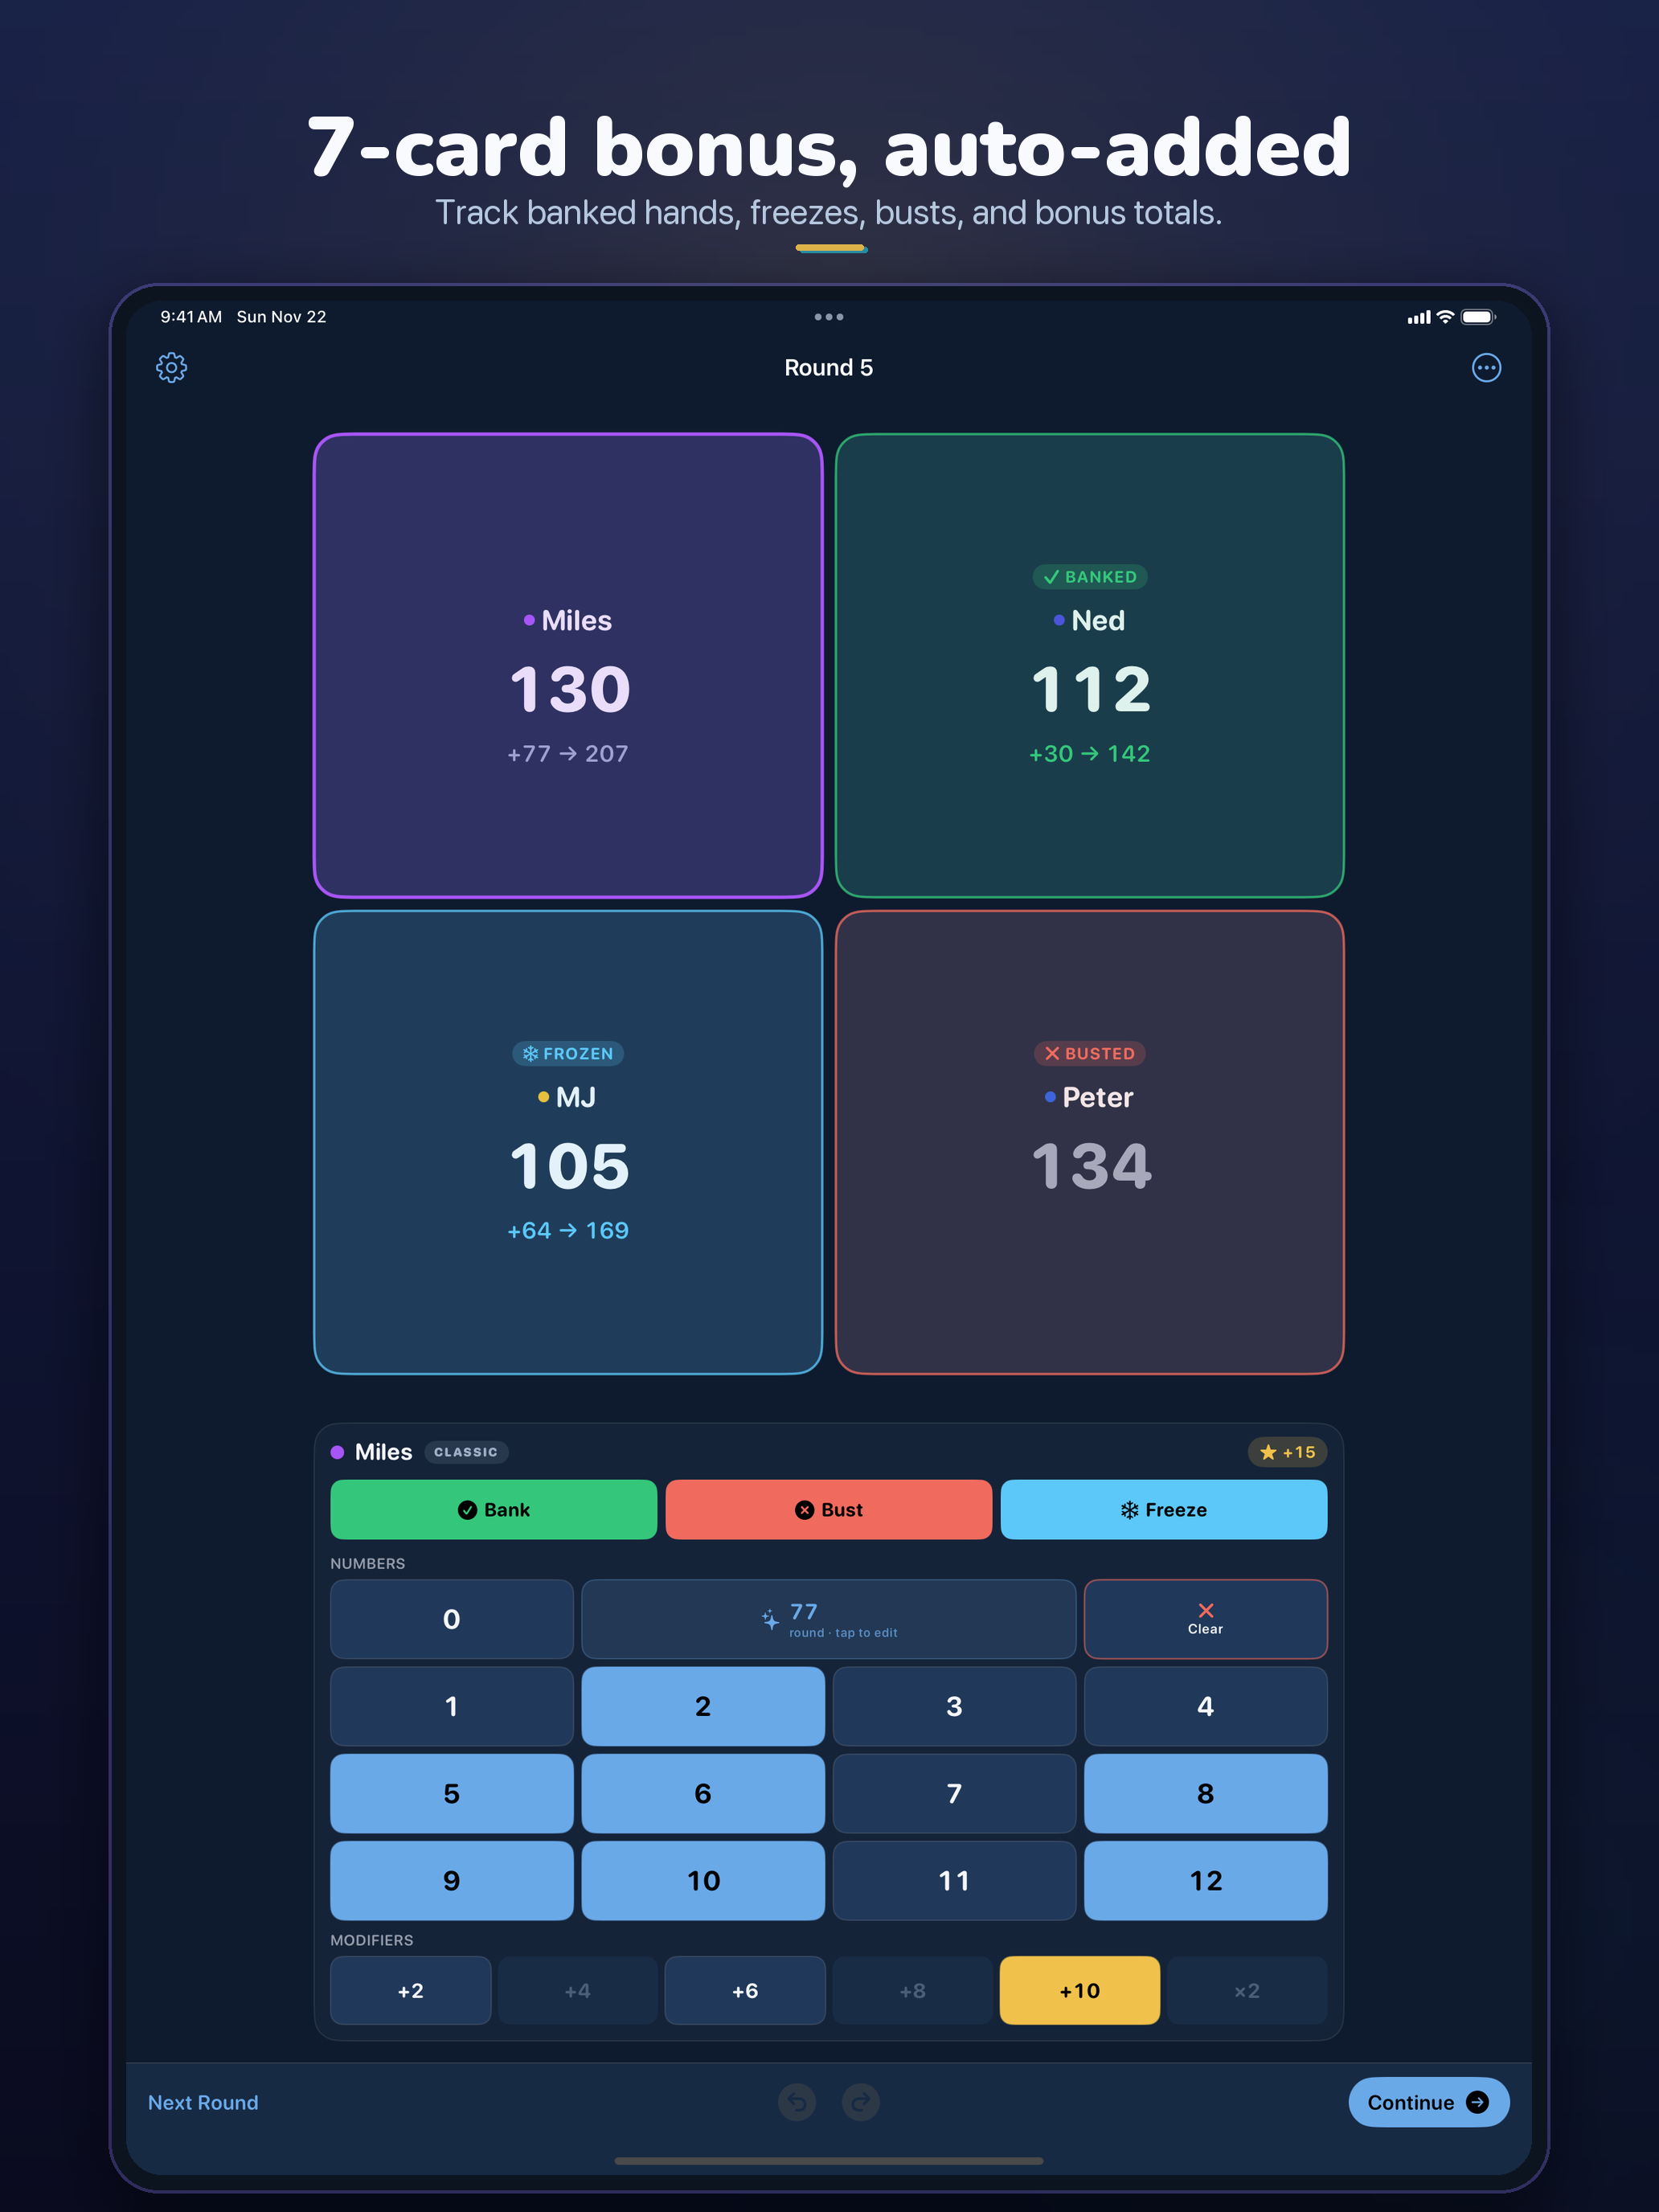 7-card bonus, auto-added
Track banked hands, freezes, busts, and bonus totals.
9:41 AM Sun Nov 22
Round 5
Miles
130
+77 → 207
BANKED
Ned
112
+30 → 142
FROZEN
MJ
105
+64 → 169
BUSTED
Peter
134
Miles CLASSIC +15
Bank Bust Freeze
NUMBERS
0 77 Clear
round · tap to edit
1 2 3 4
5 6 7 8
9 10 11 12
MODIFIERS
+2 +4 +6 +8 +10 ×2
Next Round Continue